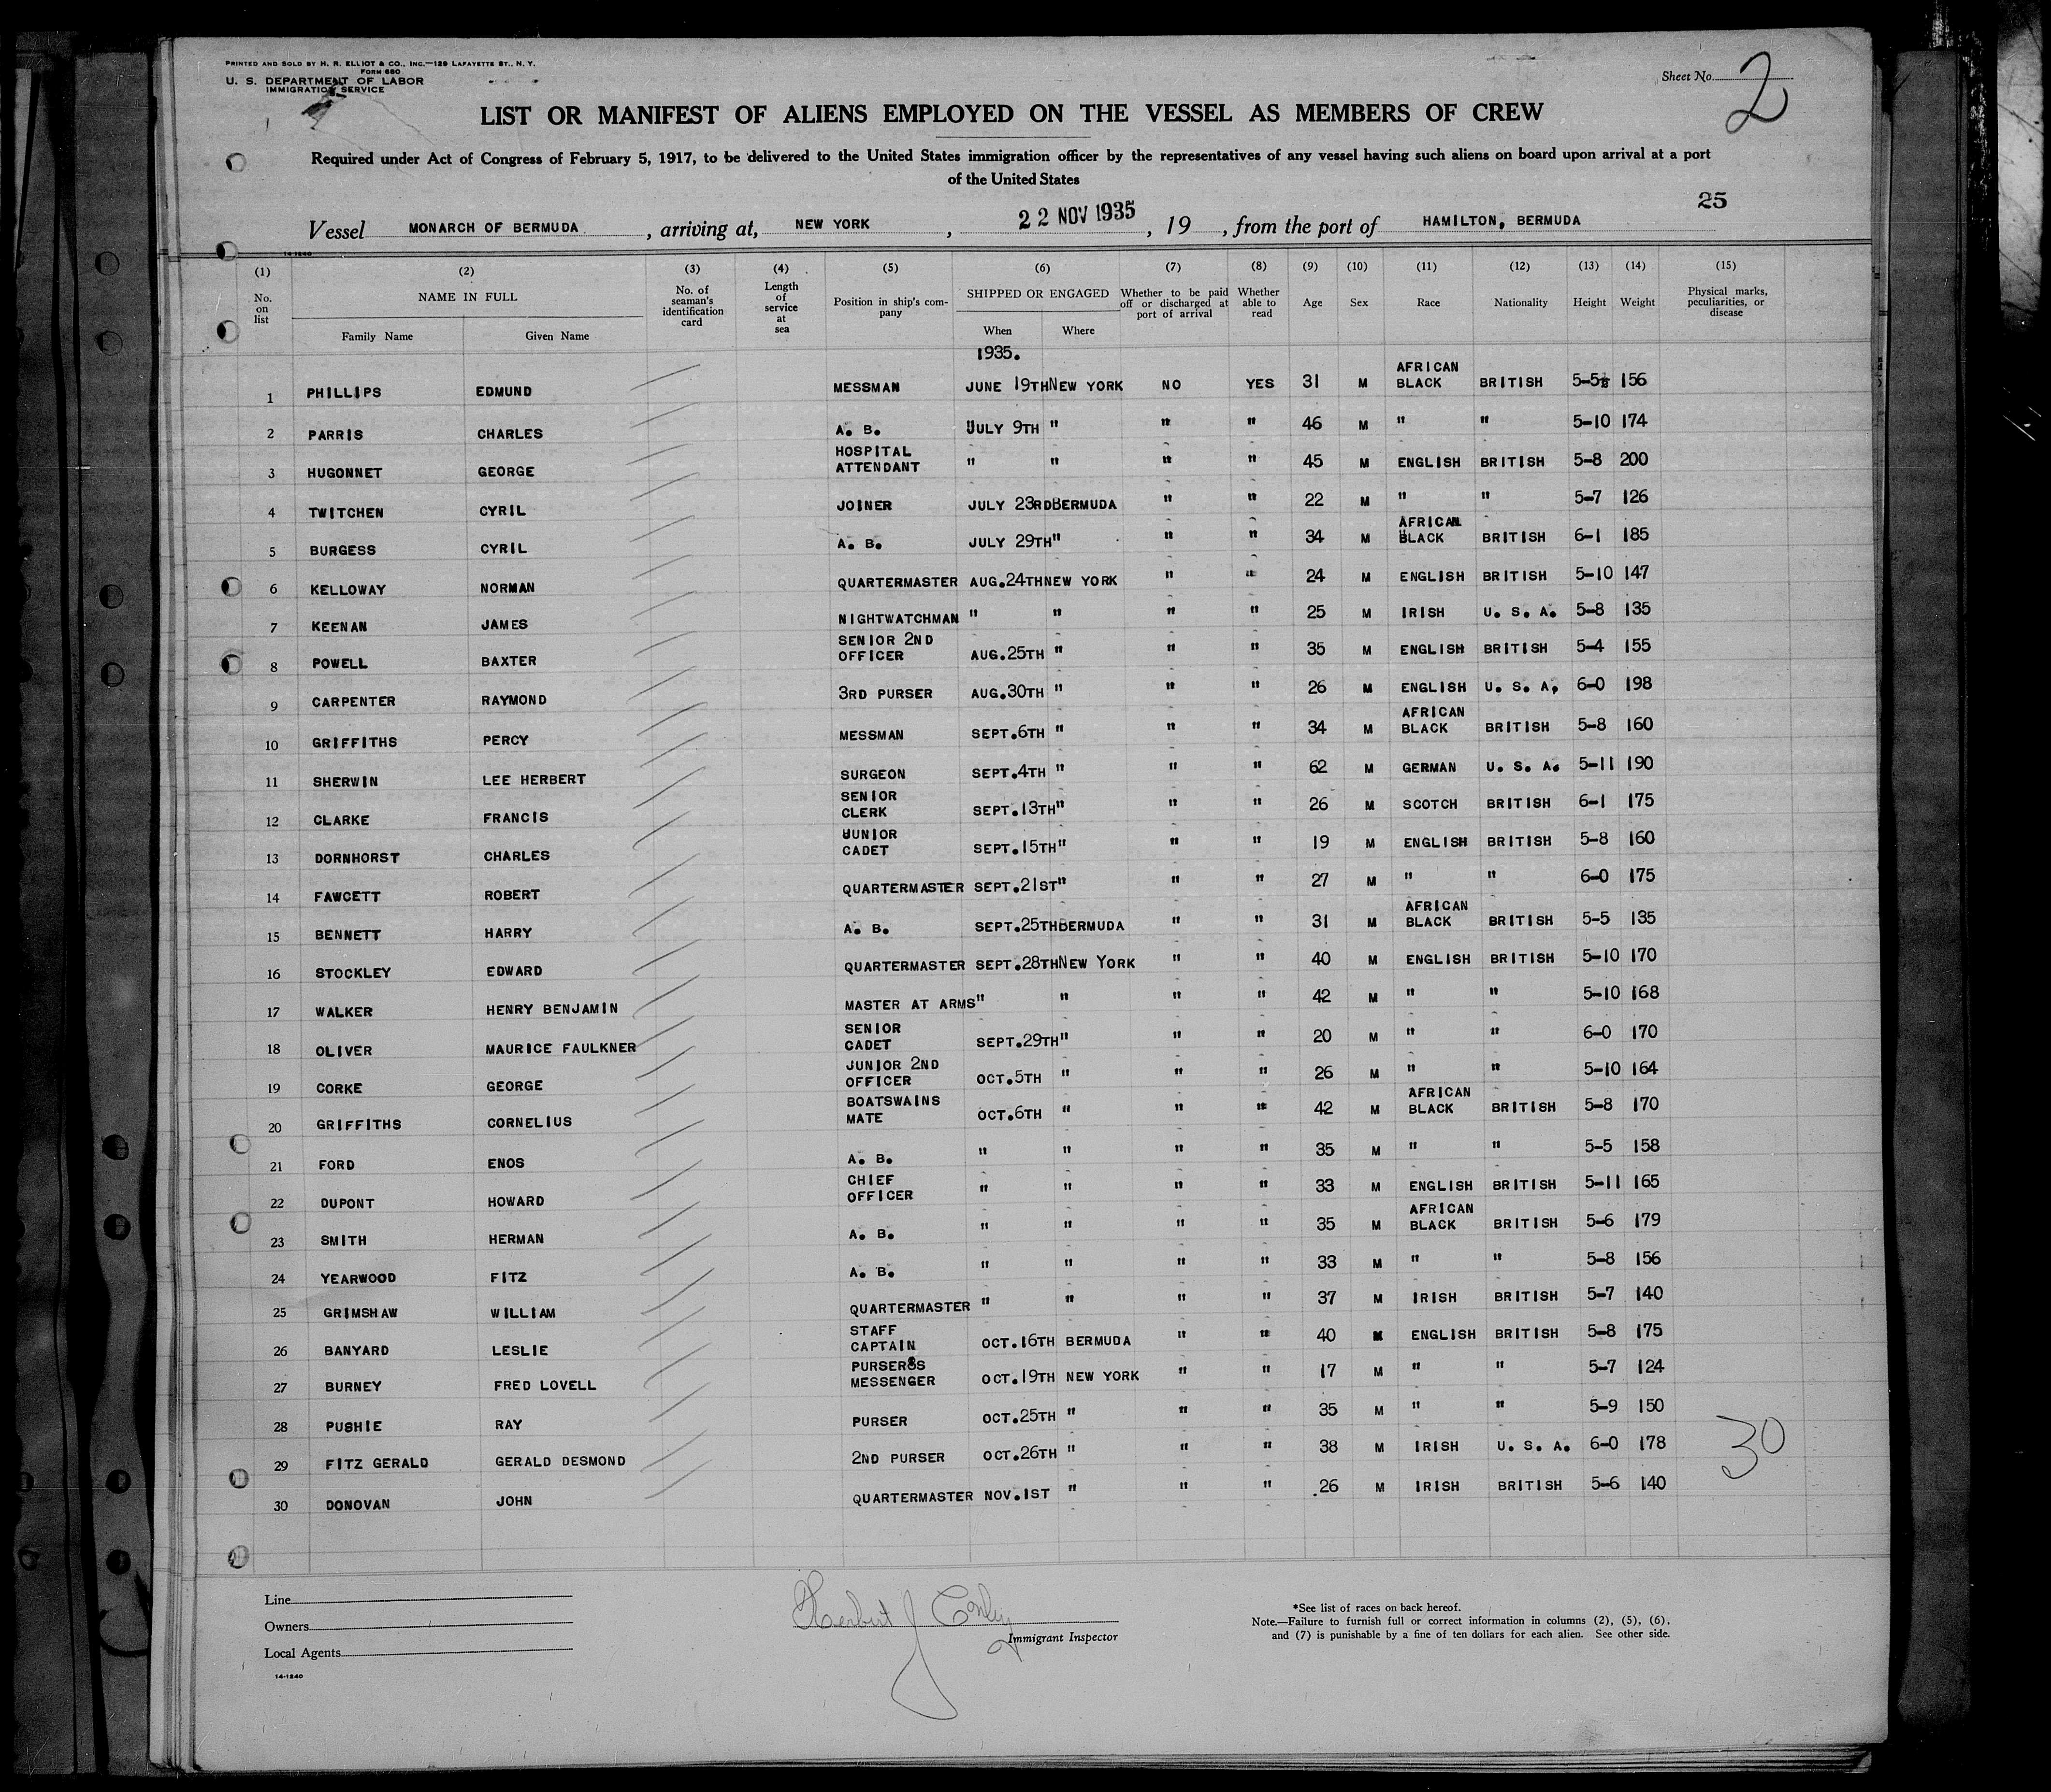 PRINTED AND SOLD BY H. R. ELLIOT & CO., INC.—129 LAFAYETTE ST., N. Y.
FORM 680
U. S. DEPARTMENT OF LABOR
IMMIGRATION SERVICE
Sheet No. 2
LIST OR MANIFEST OF ALIENS EMPLOYED ON THE VESSEL AS MEMBERS OF CREW
Required under Act of Congress of February 5, 1917, to be delivered to the United States immigration officer by the representatives of any vessel having such aliens on board upon arrival at a port
of the United States
25
Vessel MONARCH OF BERMUDA, arriving at, NEW YORK, 22 NOV 1935, 19, from the port of HAMILTON, BERMUDA
14-1240
(1) (2) (3) (4) (5) (6) (7) (8) (9) (10) (11) (12) (13) (14) (15)
No. on list NAME IN FULL Family Name Given Name No. of seaman's identification card Length of service at sea Position in ship's company SHIPPED OR ENGAGED When Where Whether to be paid off or discharged at port of arrival Whether able to read Age Sex Race Nationality Height Weight Physical marks, peculiarities, or disease
1935.
1 PHILLIPS EDMUND MESSMAN JUNE 19TH NEW YORK NO YES 31 M AFRICAN BLACK BRITISH 5-5 156
2 PARRIS CHARLES A. B. JULY 9TH " " " 46 M " " 5-10 174
3 HUGONNET GEORGE HOSPITAL ATTENDANT " " " " 45 M ENGLISH BRITISH 5-8 200
4 TWITCHEN CYRIL JOINER JULY 23RD BERMUDA " " 22 M " " 5-7 126
5 BURGESS CYRIL A. B. JULY 29TH " " " 34 M AFRICAN BLACK BRITISH 6-1 185
6 KELLOWAY NORMAN QUARTERMASTER AUG.24TH NEW YORK " " 24 M ENGLISH BRITISH 5-10 147
7 KEENAN JAMES NIGHTWATCHMAN " " " " 25 M IRISH U. S. A. 5-8 135
8 POWELL BAXTER SENIOR 2ND OFFICER AUG.25TH " " " 35 M ENGLISH BRITISH 5-4 155
9 CARPENTER RAYMOND 3RD PURSER AUG.30TH " " " 26 M ENGLISH U. S. A. 6-0 198
10 GRIFFITHS PERCY MESSMAN SEPT.6TH " " " 34 M AFRICAN BLACK BRITISH 5-8 160
11 SHERWIN LEE HERBERT SURGEON SEPT.4TH " " " 62 M GERMAN U. S. A. 5-11 190
12 CLARKE FRANCIS SENIOR CLERK SEPT.13TH " " " 26 M SCOTCH BRITISH 6-1 175
13 DORNHORST CHARLES JUNIOR CADET SEPT.15TH " " " 19 M ENGLISH BRITISH 5-8 160
14 FAWCETT ROBERT QUARTERMASTER SEPT.21ST " " " 27 M " " 6-0 175
15 BENNETT HARRY A. B. SEPT.25TH BERMUDA " " 31 M AFRICAN BLACK BRITISH 5-5 135
16 STOCKLEY EDWARD QUARTERMASTER SEPT.28TH NEW YORK " " 40 M ENGLISH BRITISH 5-10 170
17 WALKER HENRY BENJAMIN MASTER AT ARMS " " " " 42 M " " 5-10 168
18 OLIVER MAURICE FAULKNER SENIOR CADET SEPT.29TH " " " 20 M " " 6-0 170
19 CORKE GEORGE JUNIOR 2ND OFFICER OCT.5TH " " " 26 M " " 5-10 164
20 GRIFFITHS CORNELIUS BOATSWAINS MATE OCT.6TH " " " 42 M AFRICAN BLACK BRITISH 5-8 170
21 FORD ENOS A. B. " " " " 35 M " " 5-5 158
22 DUPONT HOWARD CHIEF OFFICER " " " " 33 M ENGLISH BRITISH 5-11 165
23 SMITH HERMAN A. B. " " " " 35 M AFRICAN BLACK BRITISH 5-6 179
24 YEARWOOD FITZ A. B. " " " " 33 M " " 5-8 156
25 GRIMSHAW WILLIAM QUARTERMASTER " " " " 37 M IRISH BRITISH 5-7 140
26 BANYARD LESLIE STAFF CAPTAIN OCT.16TH BERMUDA " " 40 M ENGLISH BRITISH 5-8 175
27 BURNEY FRED LOVELL PURSER'S MESSENGER OCT.19TH NEW YORK " " 17 M " " 5-7 124
28 PUSHIE RAY PURSER OCT.25TH " " " 35 M " " 5-9 150
29 FITZ GERALD GERALD DESMOND 2ND PURSER OCT.26TH " " " 38 M IRISH U. S. A. 6-0 178
30
30 DONOVAN JOHN QUARTERMASTER NOV.1ST " " " 26 M IRISH BRITISH 5-6 140
Line
Owners
Local Agents
14-1240
Herbert J Conley
Immigrant Inspector
*See list of races on back hereof.
Note.—Failure to furnish full or correct information in columns (2), (5), (6),
and (7) is punishable by a fine of ten dollars for each alien. See other side.